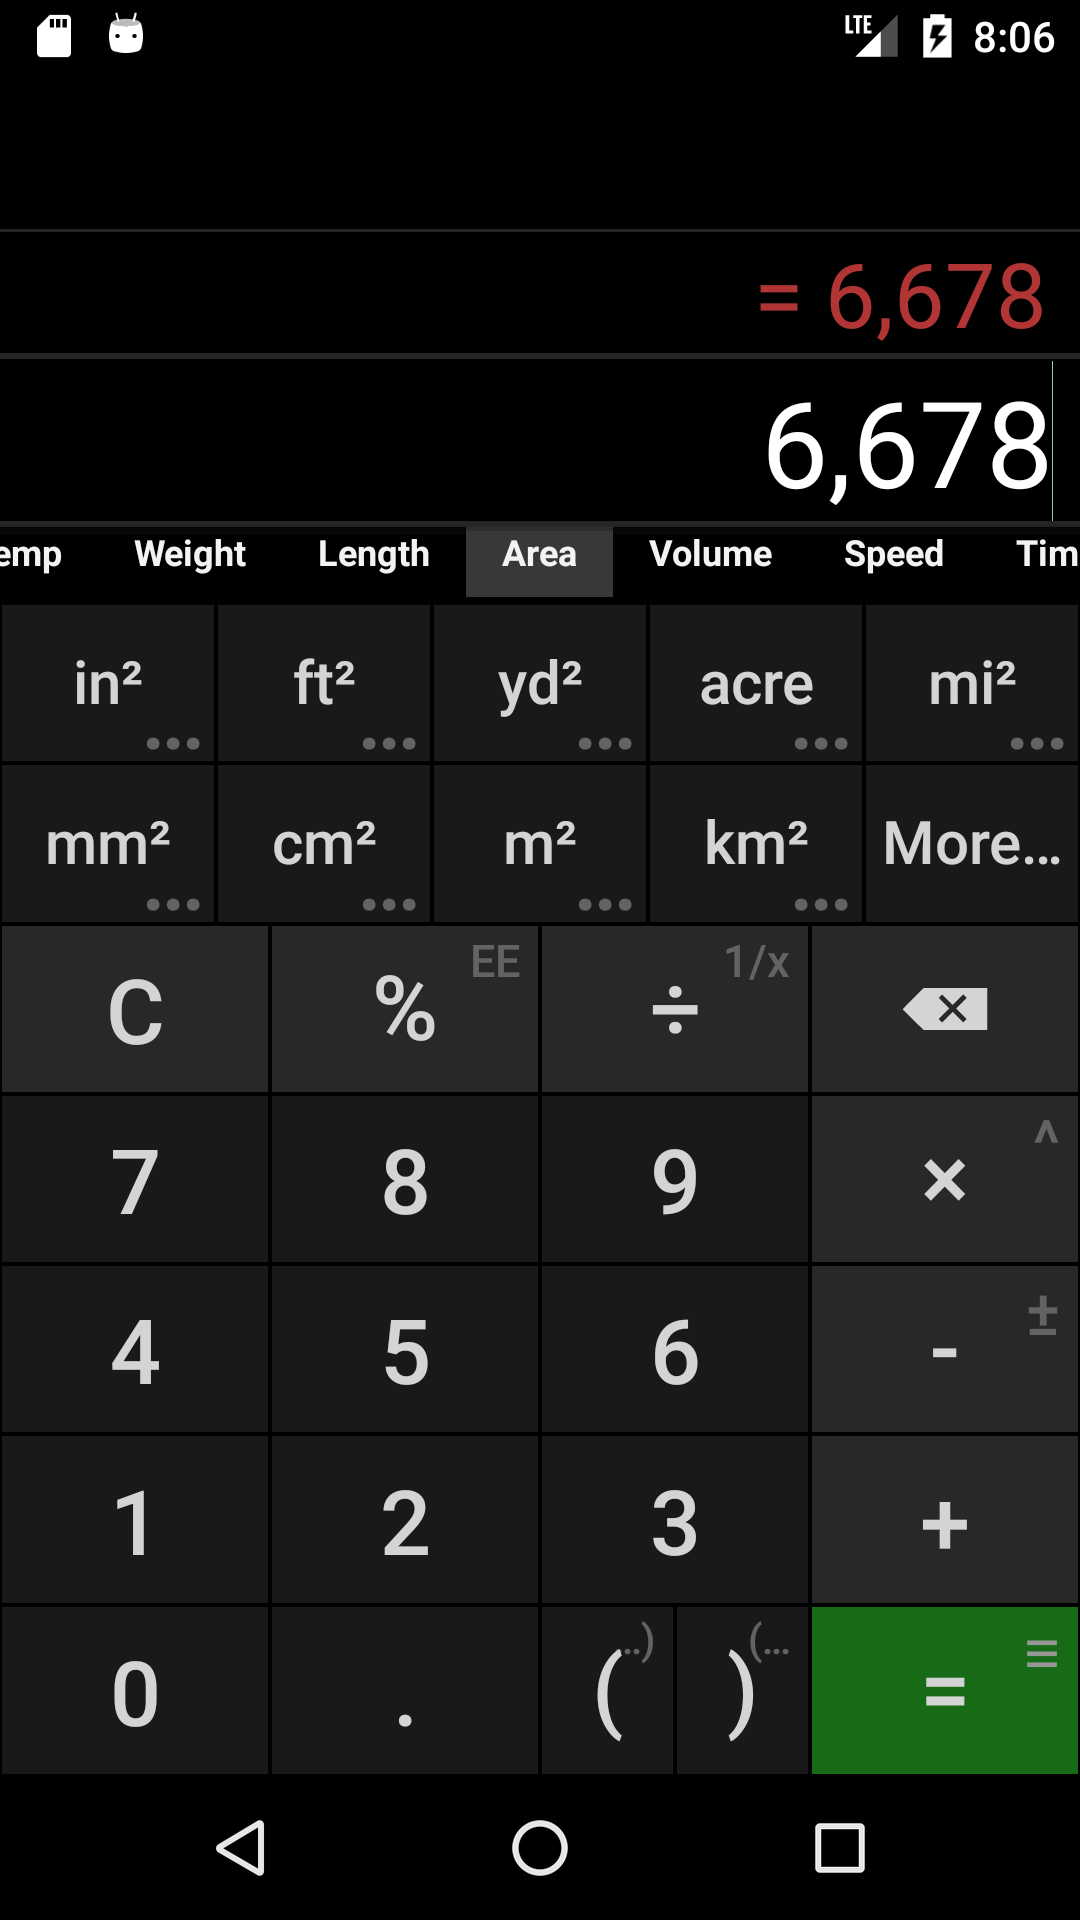 LTE 8:06
= 6,678
6,678
emp Weight Length Area Volume Speed Tim
in² ft² yd² acre mi²
... ... ... ... ...
mm² cm² m² km² More...
... ... ... ...
C % EE ÷ 1/x
7 8 9 × ^
4 5 6 - ±
1 2 3 +
0 . ( ..) ) (... = ≡